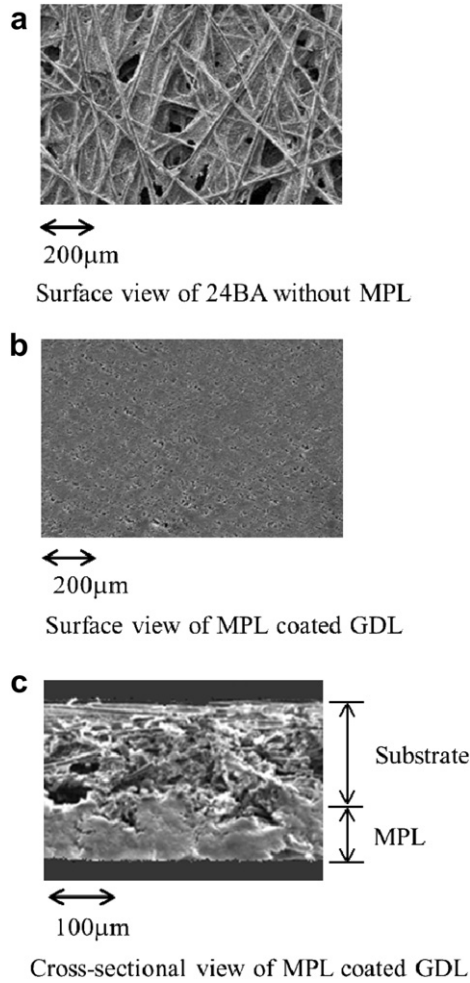 a
200μm
Surface view of 24BA without MPL
b
200μm
Surface view of MPL coated GDL
c
Substrate
MPL
100μm
Cross-sectional view of MPL coated GDL